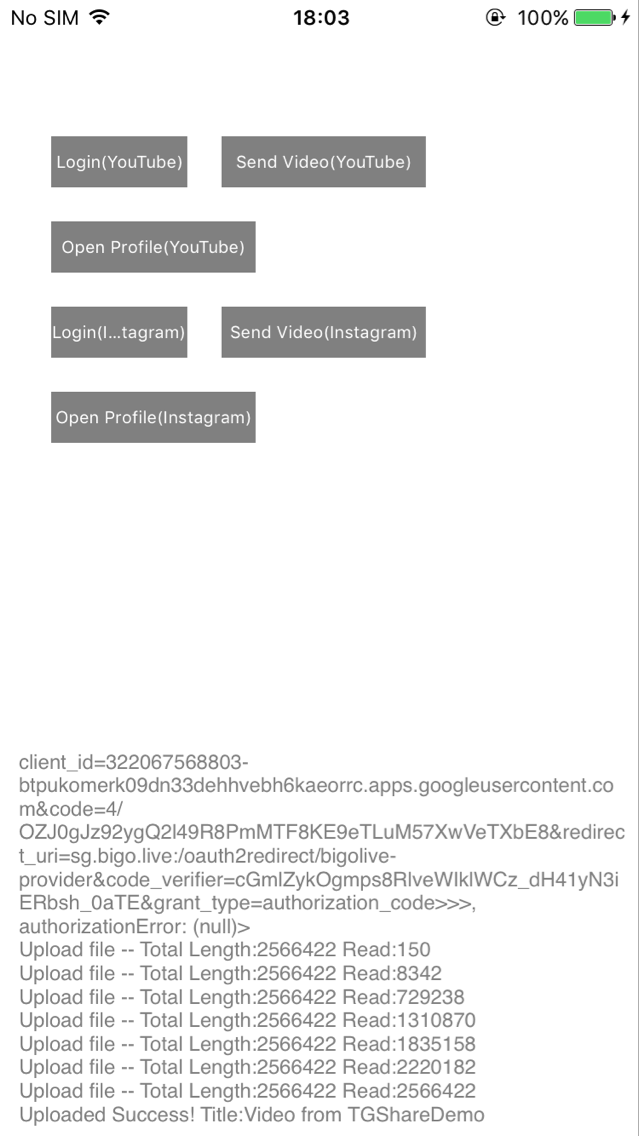 No SIM 18:03 100%
Login(YouTube) Send Video(YouTube)
Open Profile(YouTube)
Login(I...tagram) Send Video(Instagram)
Open Profile(Instagram)
client_id=322067568803-
btpukomerk09dn33dehhvebh6kaeorrc.apps.googleusercontent.co
m&code=4/
OZJ0gJz92ygQ2l49R8PmMTF8KE9eTLuM57XwVeTXbE8&redirec
t_uri=sg.bigo.live:/oauth2redirect/bigolive-
provider&code_verifier=cGmlZykOgmps8RlveWlklWCz_dH41yN3i
ERbsh_0aTE&grant_type=authorization_code>>>,
authorizationError: (null)>
Upload file -- Total Length:2566422 Read:150
Upload file -- Total Length:2566422 Read:8342
Upload file -- Total Length:2566422 Read:729238
Upload file -- Total Length:2566422 Read:1310870
Upload file -- Total Length:2566422 Read:1835158
Upload file -- Total Length:2566422 Read:2220182
Upload file -- Total Length:2566422 Read:2566422
Uploaded Success! Title:Video from TGShareDemo